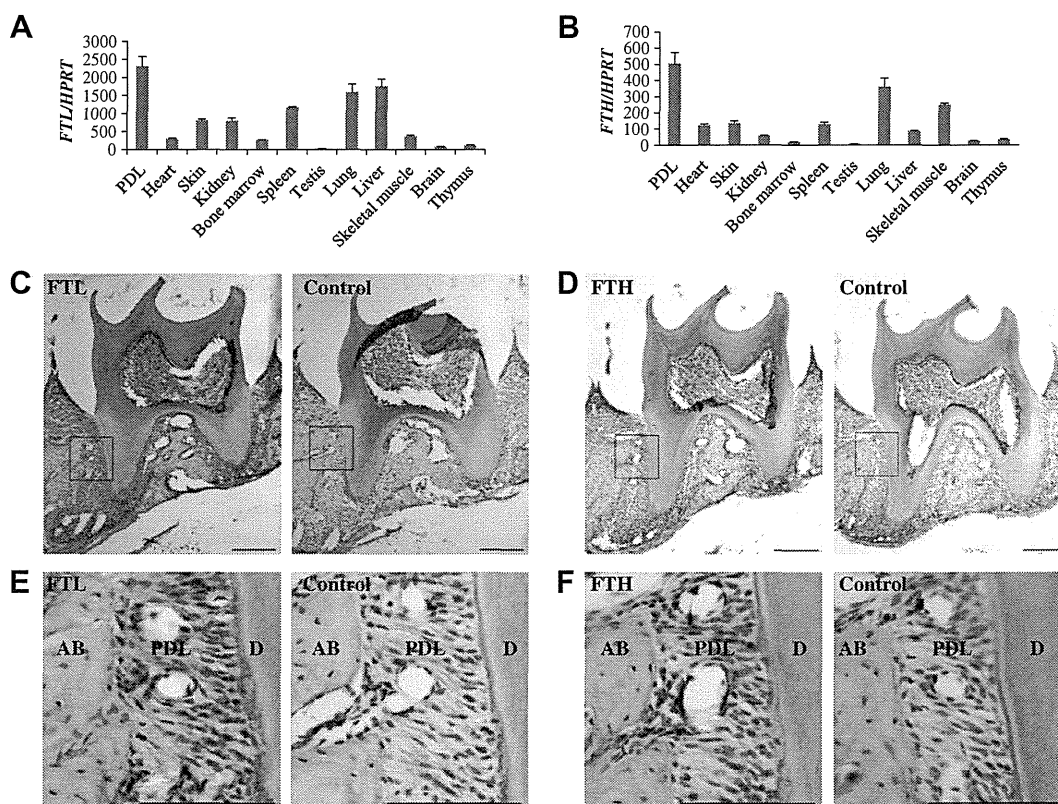 A
FTL/HPRT
3000
2500
2000
1500
1000
500
0
PDL
Heart
Skin
Kidney
Bone marrow
Spleen
Testis
Lung
Liver
Skeletal muscle
Brain
Thymus
B
FTH/HPRT
700
600
500
400
300
200
100
0
PDL
Heart
Skin
Kidney
Bone marrow
Spleen
Testis
Lung
Liver
Skeletal muscle
Brain
Thymus
C
FTL
Control
D
FTH
Control
E
FTL
AB PDL D
Control
AB PDL D
F
FTH
AB PDL D
Control
AB PDL D